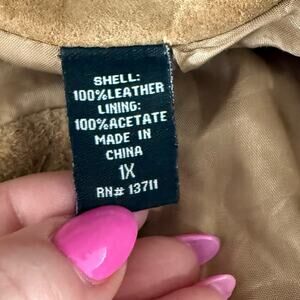 SHELL:
100%LEATHER
LINING:
100%ACETATE
MADE IN
CHINA
1X
RN# 13711